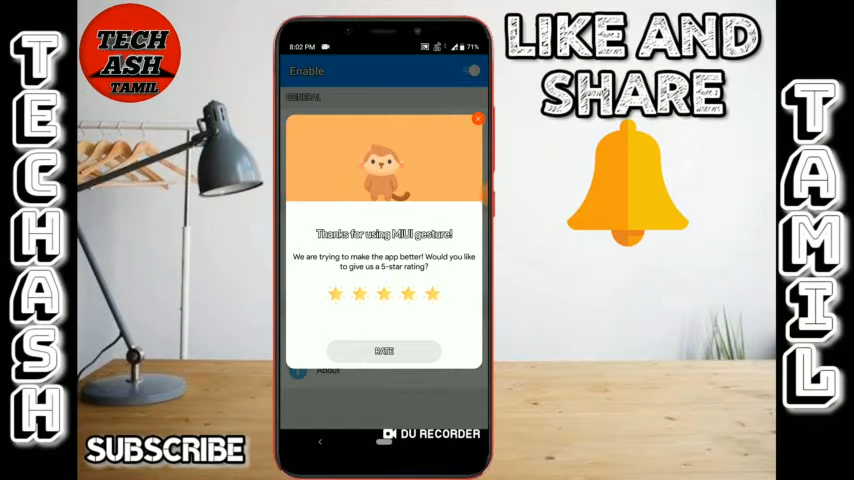 TECHASH
TECH
ASH
TAMIL
SUBSCRIBE
8:02 PM
71%
Enable
GENERAL
Thanks for using MIUI gesture!
We are trying to make the app better! Would you like
to give us a 5-star rating?
RATE
About
DU RECORDER
LIKE AND
SHARE
TAMIL